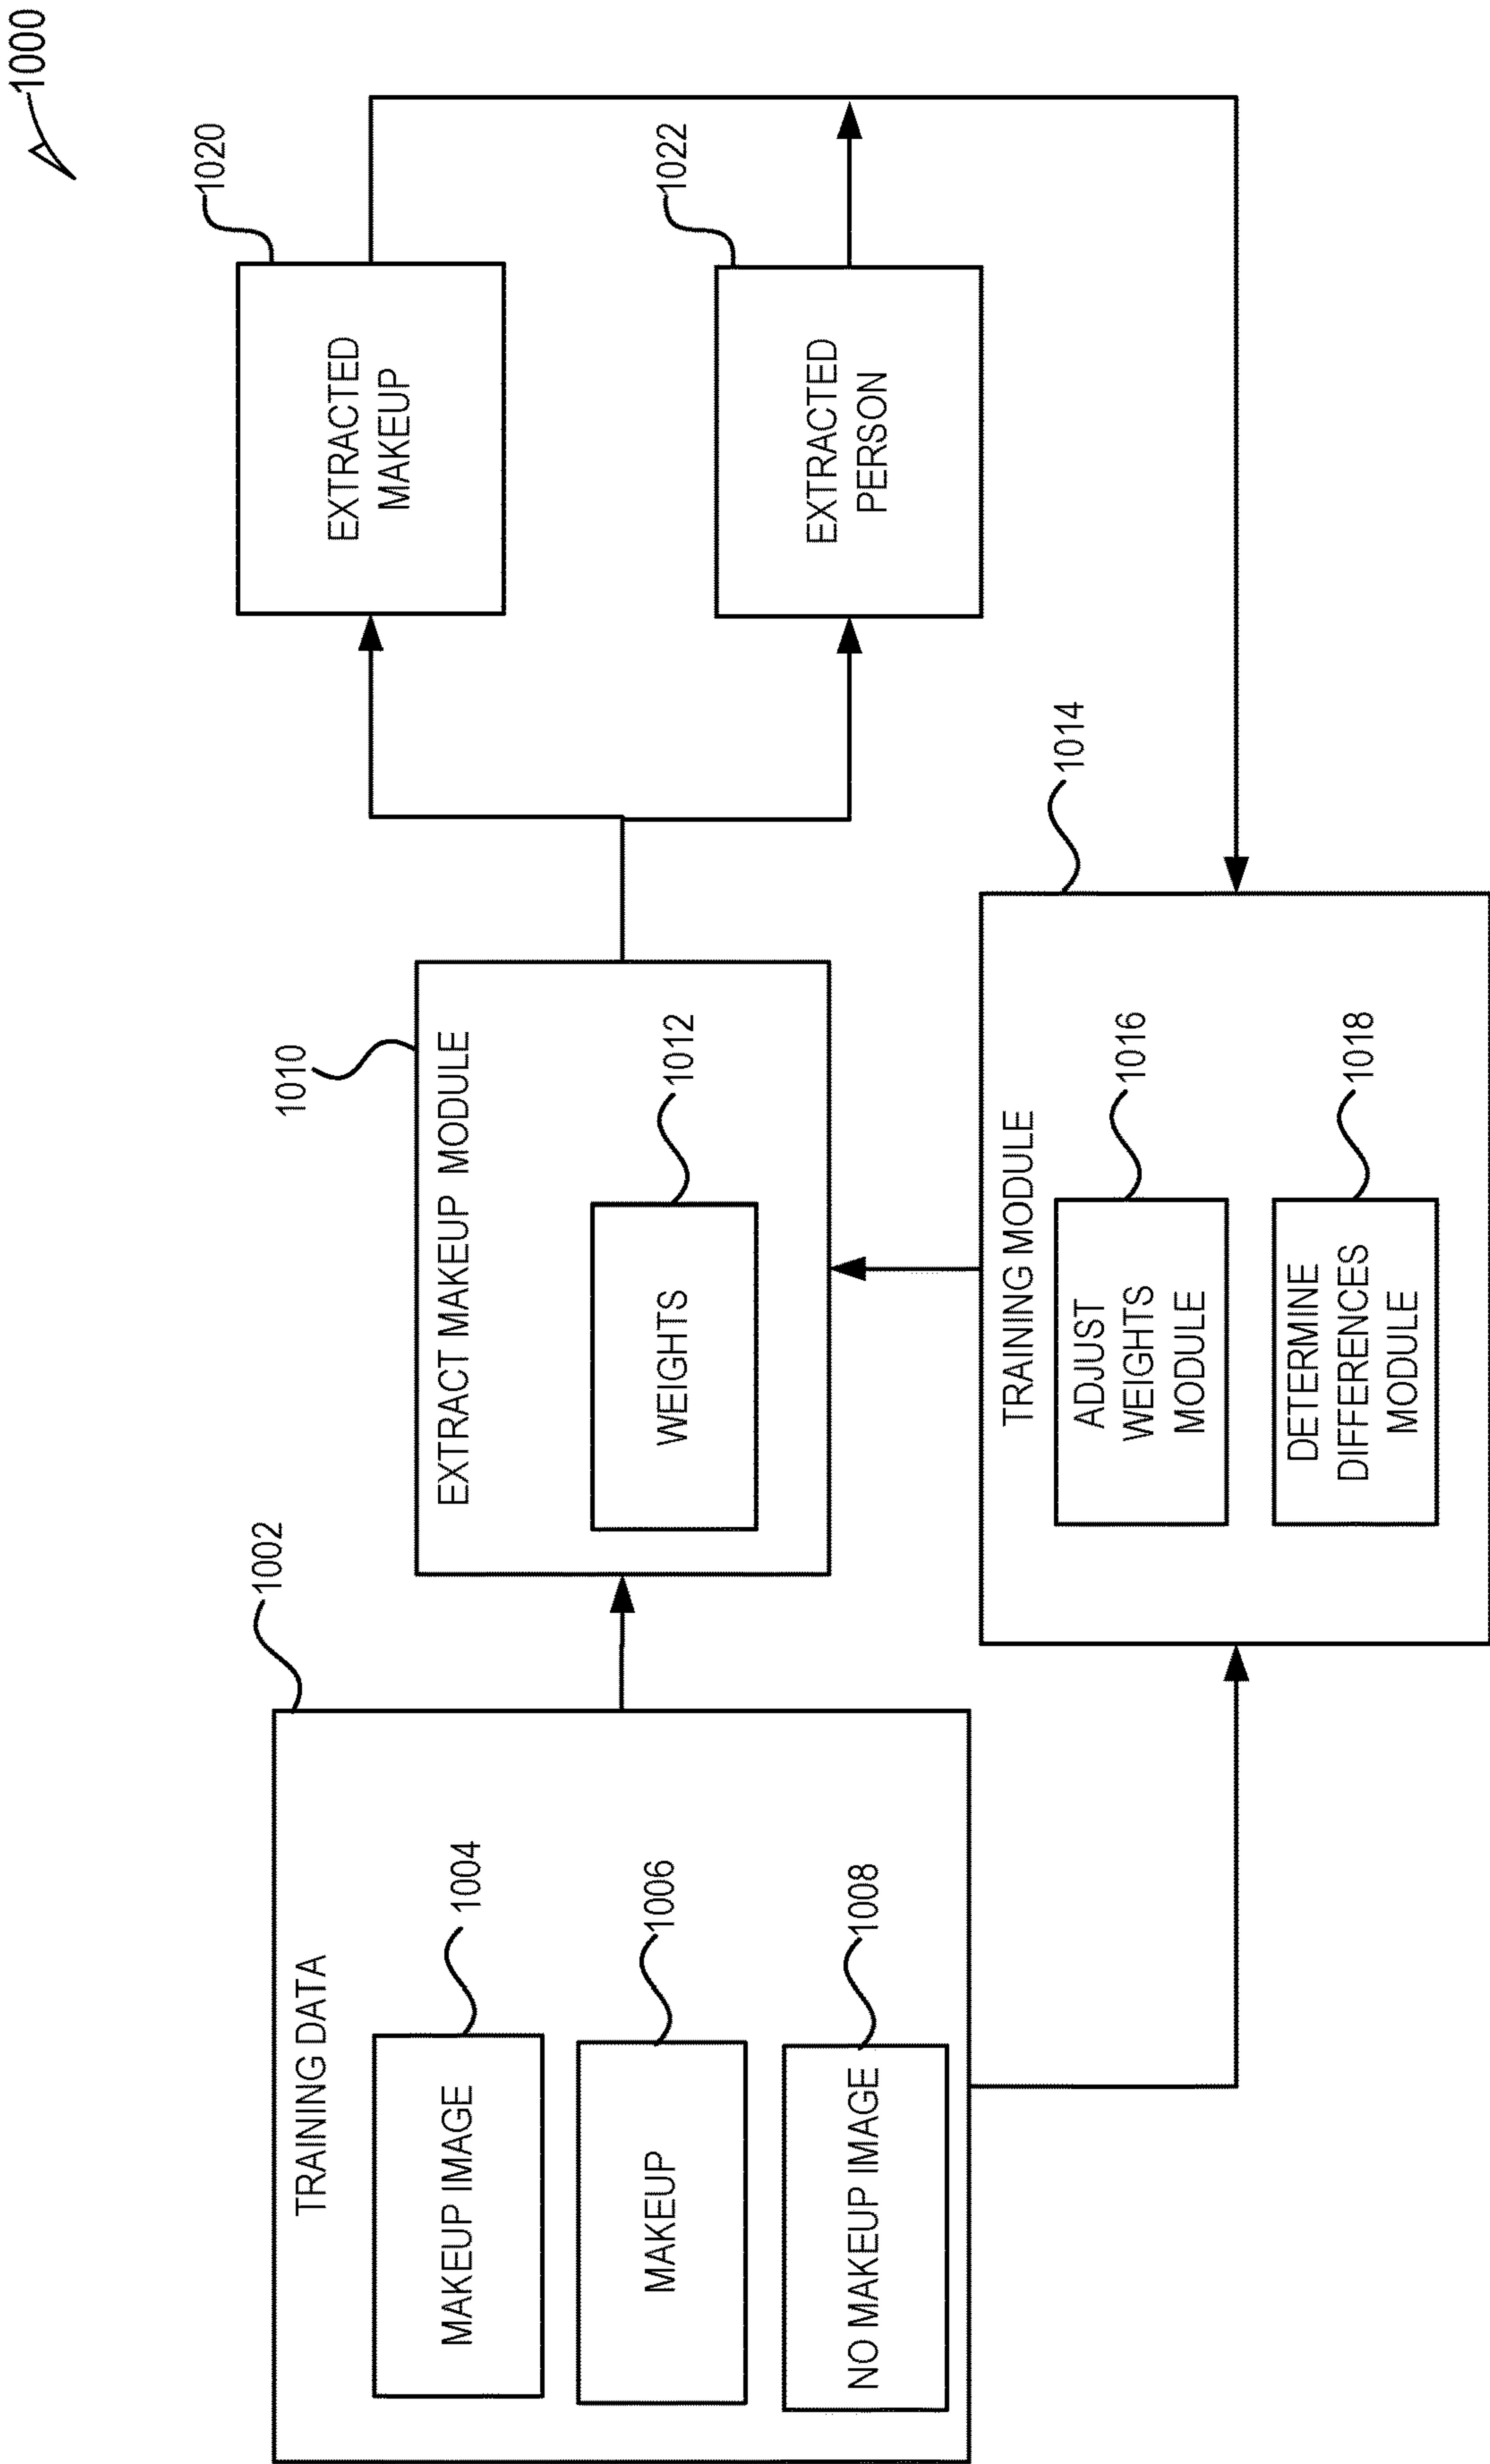 1000
TRAINING DATA
1002
MAKEUP IMAGE
1004
MAKEUP
1006
NO MAKEUP IMAGE
1008
EXTRACT MAKEUP MODULE
1010
WEIGHTS
1012
TRAINING MODULE
1014
ADJUST
WEIGHTS
MODULE
1016
DETERMINE
DIFFERENCES
MODULE
1018
EXTRACTED
MAKEUP
1020
EXTRACTED
PERSON
1022